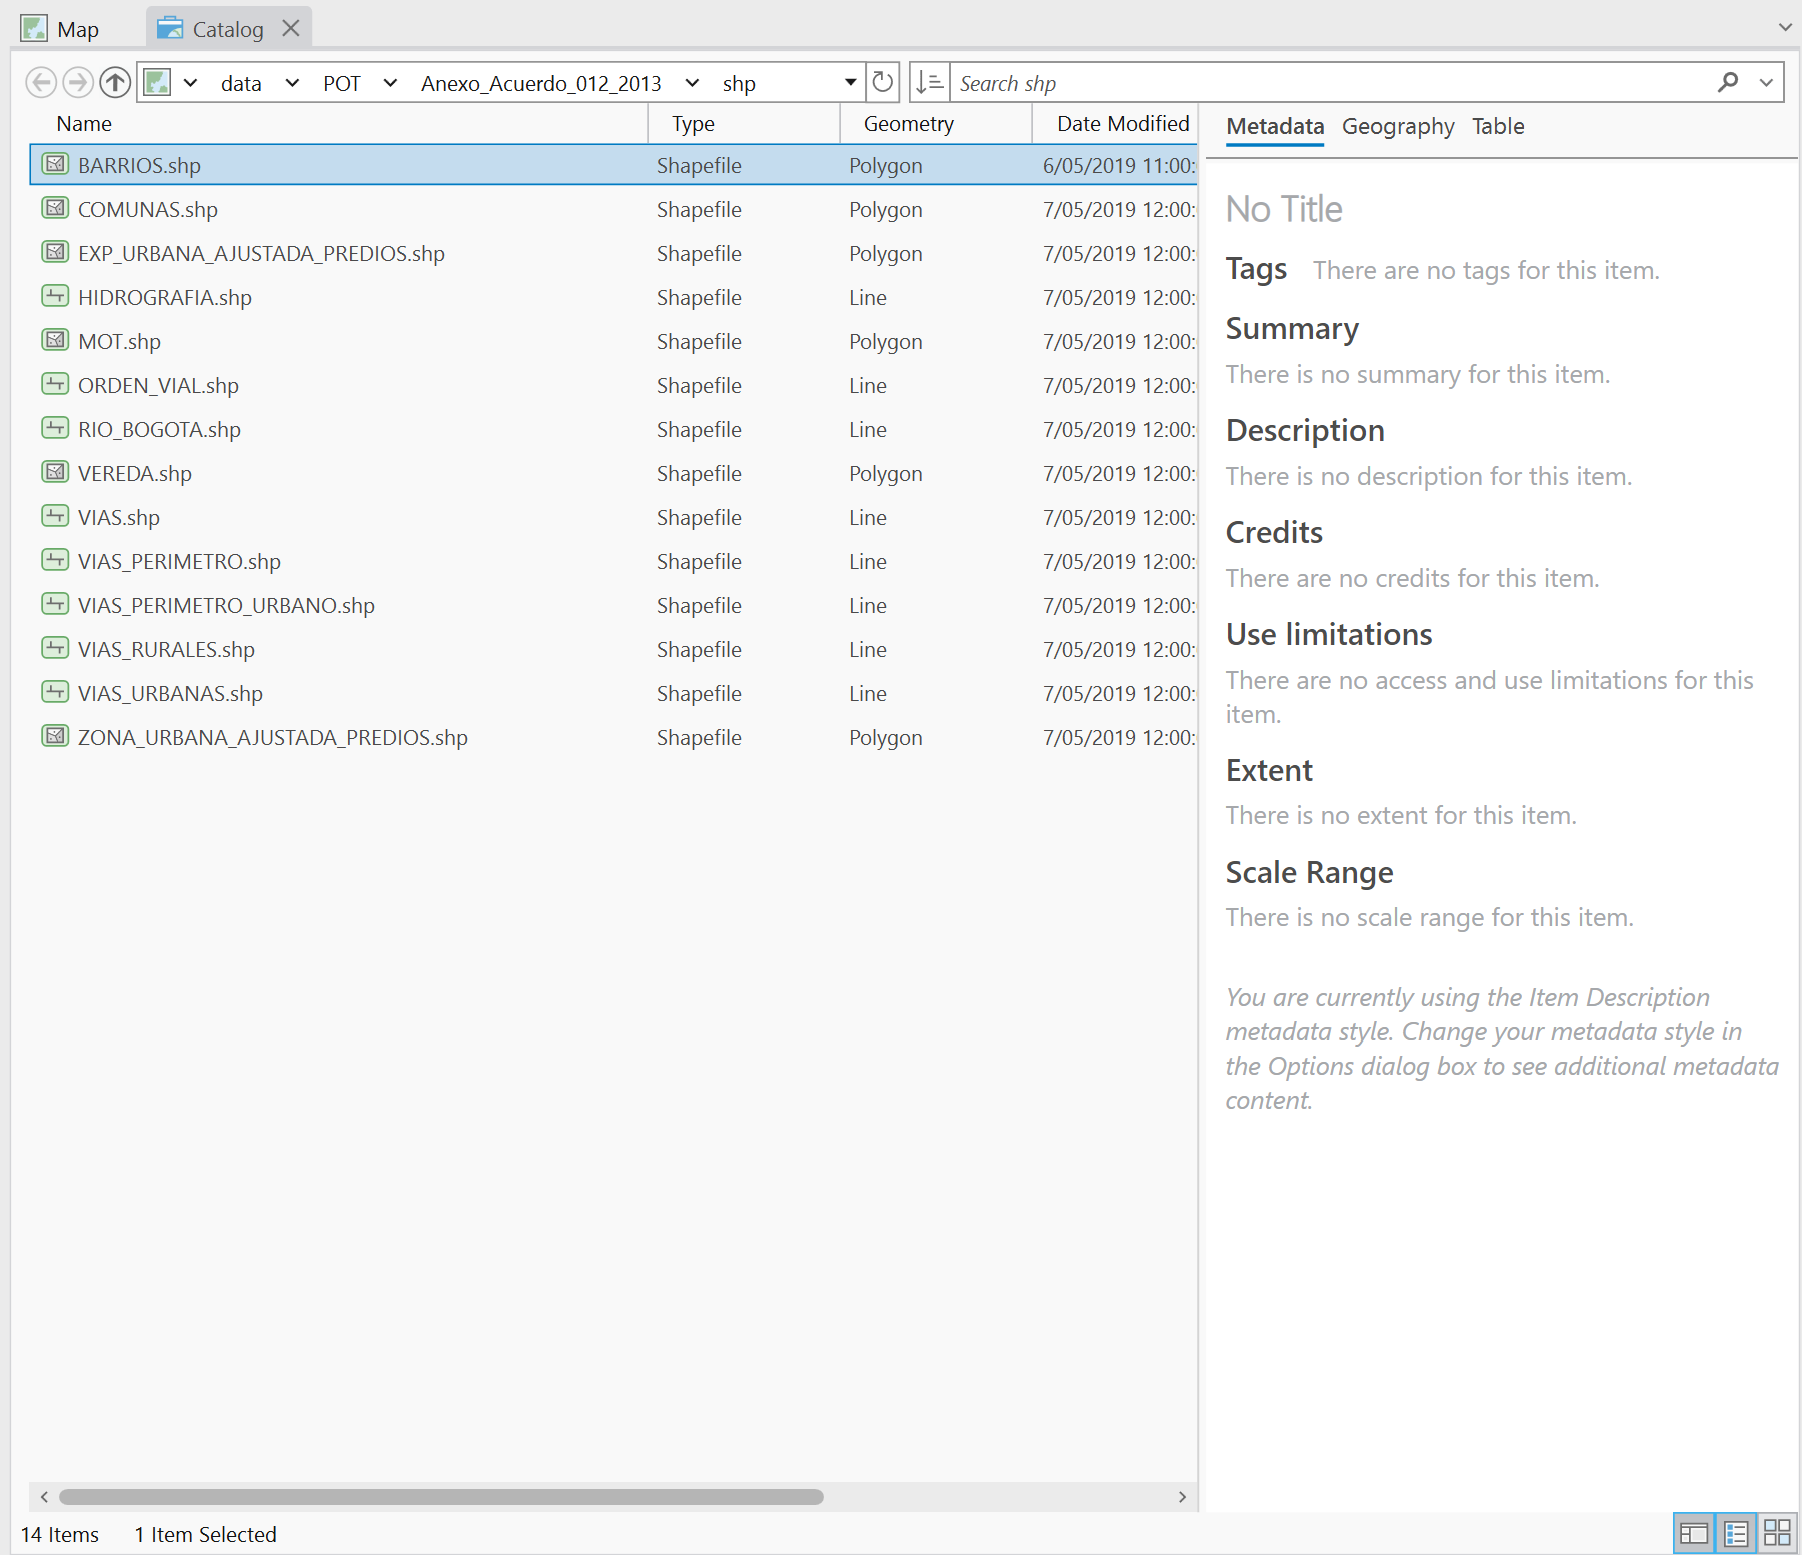 Map
Catalog
data POT Anexo_Acuerdo_012_2013 shp
Search shp
Name Type Geometry Date Modified
BARRIOS.shp Shapefile Polygon 6/05/2019 11:00:
COMUNAS.shp Shapefile Polygon 7/05/2019 12:00:
EXP_URBANA_AJUSTADA_PREDIOS.shp Shapefile Polygon 7/05/2019 12:00:
HIDROGRAFIA.shp Shapefile Line 7/05/2019 12:00:
MOT.shp Shapefile Polygon 7/05/2019 12:00:
ORDEN_VIAL.shp Shapefile Line 7/05/2019 12:00:
RIO_BOGOTA.shp Shapefile Line 7/05/2019 12:00:
VEREDA.shp Shapefile Polygon 7/05/2019 12:00:
VIAS.shp Shapefile Line 7/05/2019 12:00:
VIAS_PERIMETRO.shp Shapefile Line 7/05/2019 12:00:
VIAS_PERIMETRO_URBANO.shp Shapefile Line 7/05/2019 12:00:
VIAS_RURALES.shp Shapefile Line 7/05/2019 12:00:
VIAS_URBANAS.shp Shapefile Line 7/05/2019 12:00:
ZONA_URBANA_AJUSTADA_PREDIOS.shp Shapefile Polygon 7/05/2019 12:00:
Metadata Geography Table
No Title
Tags There are no tags for this item.
Summary
There is no summary for this item.
Description
There is no description for this item.
Credits
There are no credits for this item.
Use limitations
There are no access and use limitations for this
item.
Extent
There is no extent for this item.
Scale Range
There is no scale range for this item.
You are currently using the Item Description
metadata style. Change your metadata style in
the Options dialog box to see additional metadata
content.
14 Items 1 Item Selected